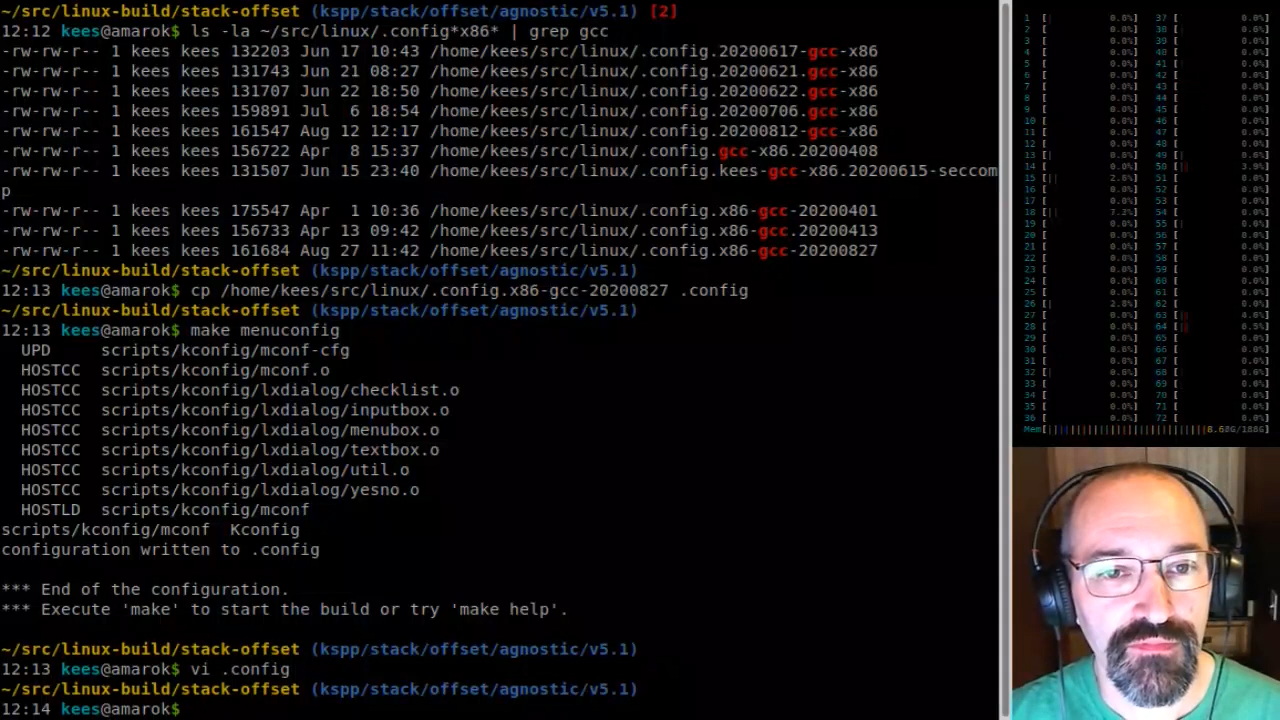 ~/src/linux-build/stack-offset (kspp/stack/offset/agnostic/v5.1) [2]
12:12 kees@amarok$ ls -la ~/src/linux/.config*x86* | grep gcc
-rw-rw-r-- 1 kees kees 132203 Jun 17 10:43 /home/kees/src/linux/.config.20200617-gcc-x86
-rw-rw-r-- 1 kees kees 131743 Jun 21 08:27 /home/kees/src/linux/.config.20200621.gcc-x86
-rw-rw-r-- 1 kees kees 131707 Jun 22 18:50 /home/kees/src/linux/.config.20200622.gcc-x86
-rw-rw-r-- 1 kees kees 159891 Jul  6 18:54 /home/kees/src/linux/.config.20200706.gcc-x86
-rw-rw-r-- 1 kees kees 161547 Aug 12 12:17 /home/kees/src/linux/.config.20200812-gcc-x86
-rw-rw-r-- 1 kees kees 156722 Apr  8 15:37 /home/kees/src/linux/.config.gcc-x86.20200408
-rw-rw-r-- 1 kees kees 131507 Jun 15 23:40 /home/kees/src/linux/.config.kees-gcc-x86.20200615-seccom
p
-rw-rw-r-- 1 kees kees 175547 Apr  1 10:36 /home/kees/src/linux/.config.x86-gcc-20200401
-rw-rw-r-- 1 kees kees 156733 Apr 13 09:42 /home/kees/src/linux/.config.x86-gcc.20200413
-rw-rw-r-- 1 kees kees 161684 Aug 27 11:42 /home/kees/src/linux/.config.x86-gcc-20200827
~/src/linux-build/stack-offset (kspp/stack/offset/agnostic/v5.1)
12:13 kees@amarok$ cp /home/kees/src/linux/.config.x86-gcc-20200827 .config
~/src/linux-build/stack-offset (kspp/stack/offset/agnostic/v5.1)
12:13 kees@amarok$ make menuconfig
  UPD     scripts/kconfig/mconf-cfg
  HOSTCC  scripts/kconfig/mconf.o
  HOSTCC  scripts/kconfig/lxdialog/checklist.o
  HOSTCC  scripts/kconfig/lxdialog/inputbox.o
  HOSTCC  scripts/kconfig/lxdialog/menubox.o
  HOSTCC  scripts/kconfig/lxdialog/textbox.o
  HOSTCC  scripts/kconfig/lxdialog/util.o
  HOSTCC  scripts/kconfig/lxdialog/yesno.o
  HOSTLD  scripts/kconfig/mconf
scripts/kconfig/mconf  Kconfig
configuration written to .config
*** End of the configuration.
*** Execute 'make' to start the build or try 'make help'.
~/src/linux-build/stack-offset (kspp/stack/offset/agnostic/v5.1)
12:13 kees@amarok$ vi .config
~/src/linux-build/stack-offset (kspp/stack/offset/agnostic/v5.1)
12:14 kees@amarok$